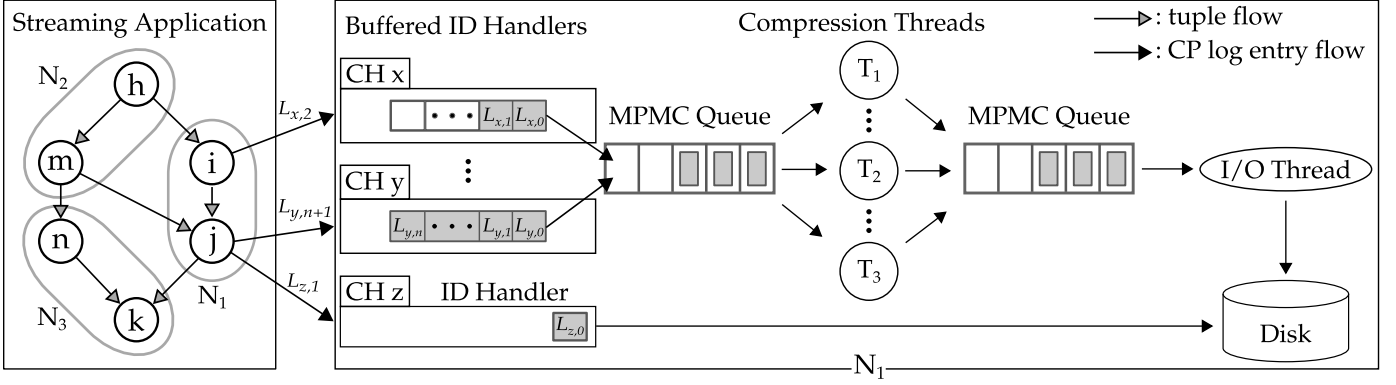 Streaming Application
N2
h
m
i
n
j
k
N3
N1
Lx,2
Ly,n+1
Lz,1
Buffered ID Handlers
CH x
• • • Lx,1 Lx,0
CH y
Ly,n • • • Ly,1 Ly,0
CH z
ID Handler
Lz,0
MPMC Queue
Compression Threads
T1
T2
T3
MPMC Queue
: tuple flow
: CP log entry flow
I/O Thread
Disk
N1